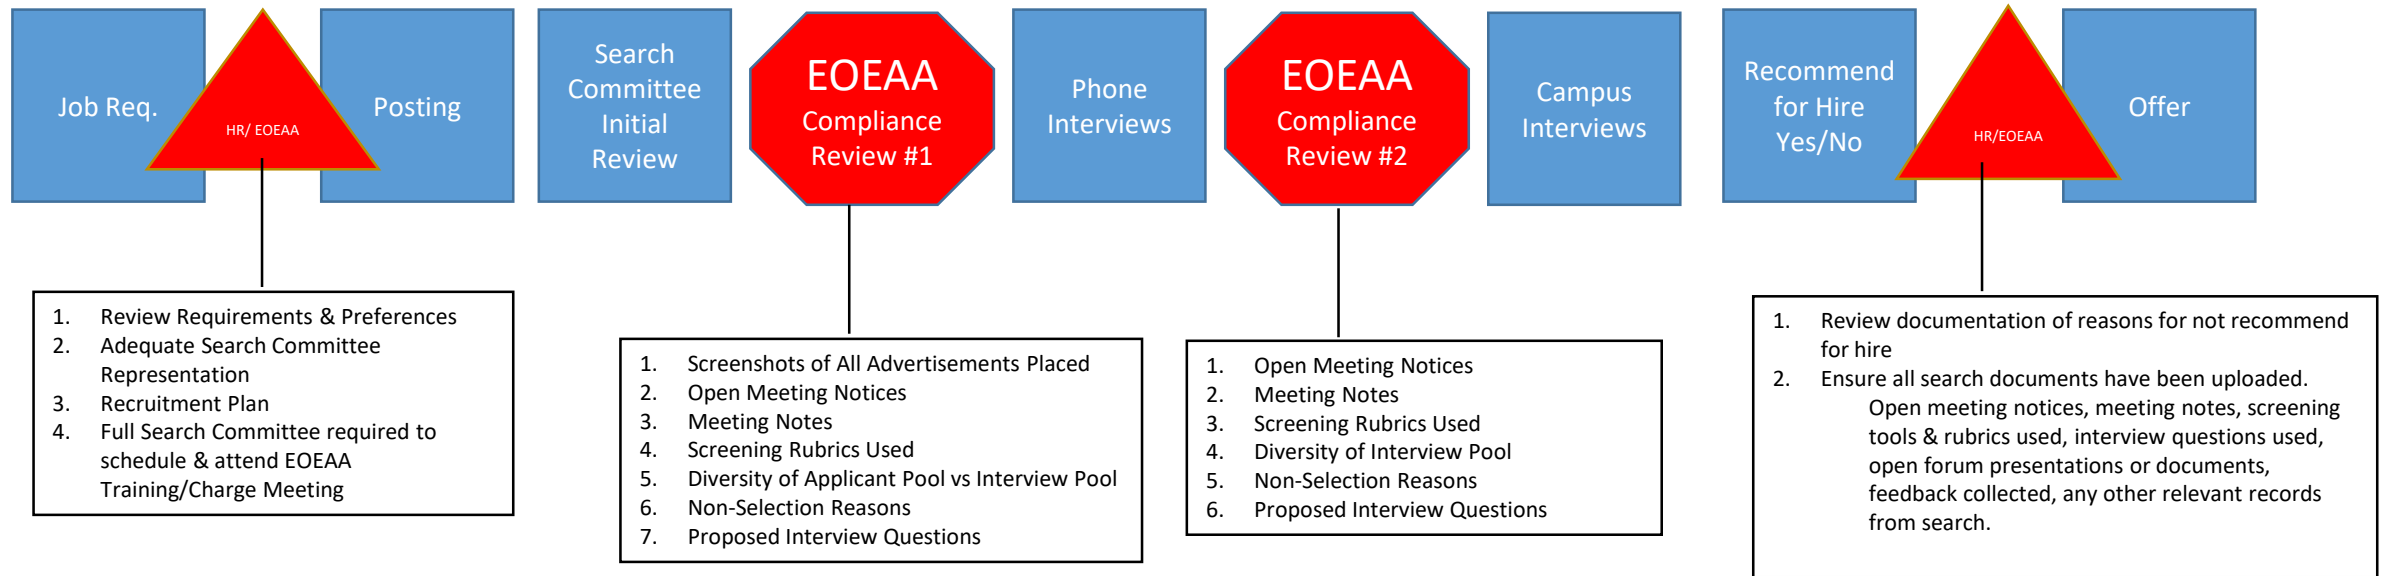 Job Req.
HR/ EOEAA
Posting
Search
Committee
Initial
Review
EOEAA
Compliance
Review #1
Phone
Interviews
EOEAA
Compliance
Review #2
Campus
Interviews
Recommend
for Hire
Yes/No
HR/EOEAA
Offer
1. Review Requirements & Preferences
2. Adequate Search Committee
Representation
3. Recruitment Plan
4. Full Search Committee required to
schedule & attend EOEAA
Training/Charge Meeting
1. Screenshots of All Advertisements Placed
2. Open Meeting Notices
3. Meeting Notes
4. Screening Rubrics Used
5. Diversity of Applicant Pool vs Interview Pool
6. Non-Selection Reasons
7. Proposed Interview Questions
1. Open Meeting Notices
2. Meeting Notes
3. Screening Rubrics Used
4. Diversity of Interview Pool
5. Non-Selection Reasons
6. Proposed Interview Questions
1. Review documentation of reasons for not recommend
for hire
2. Ensure all search documents have been uploaded.
Open meeting notices, meeting notes, screening
tools & rubrics used, interview questions used,
open forum presentations or documents,
feedback collected, any other relevant records
from search.